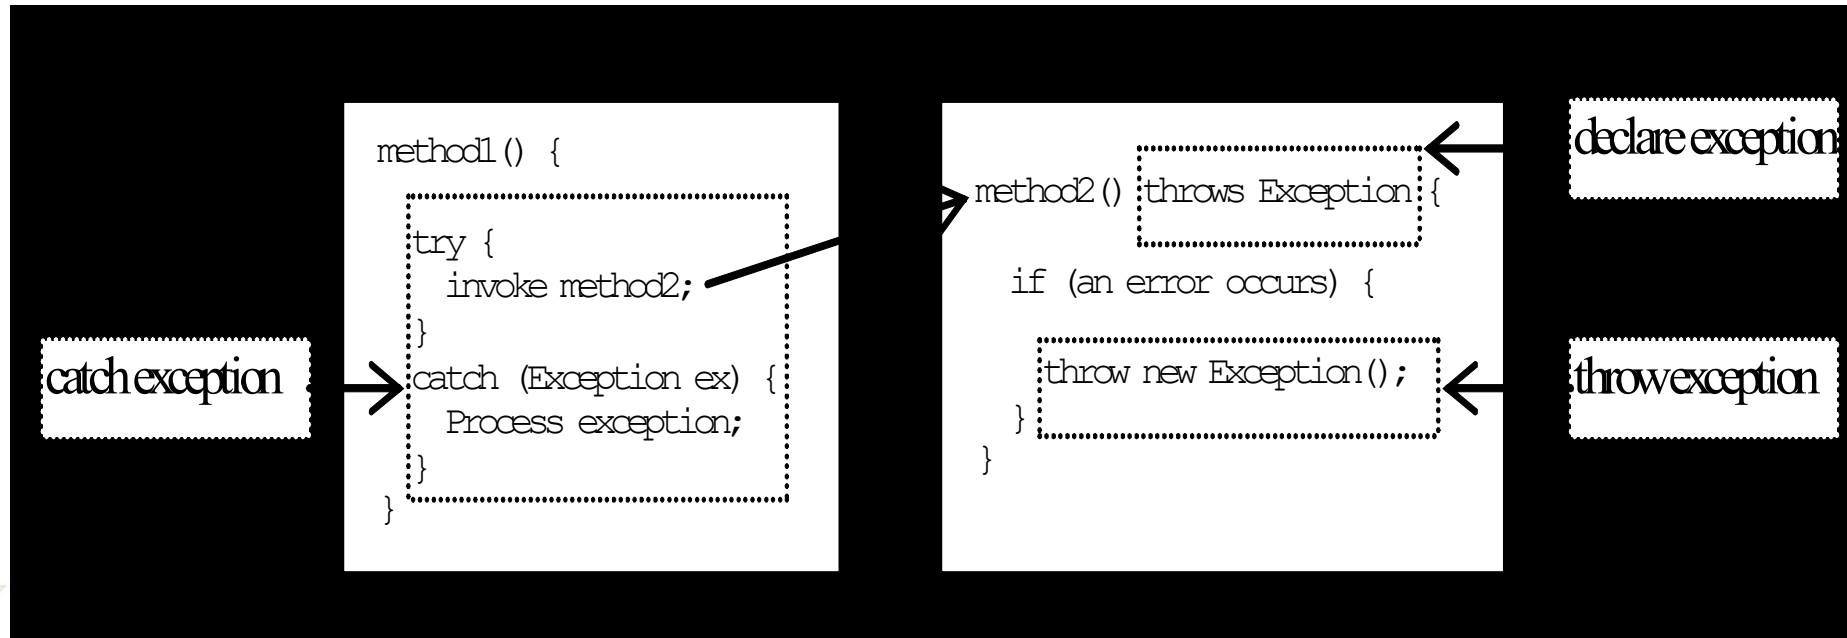 method1() {
try {
invoke method2;
}
catch (Exception ex) {
Process exception;
}
}
catch exception
method2() throws Exception {
if (an error occurs) {
throw new Exception();
}
}
declare exception
throw exception